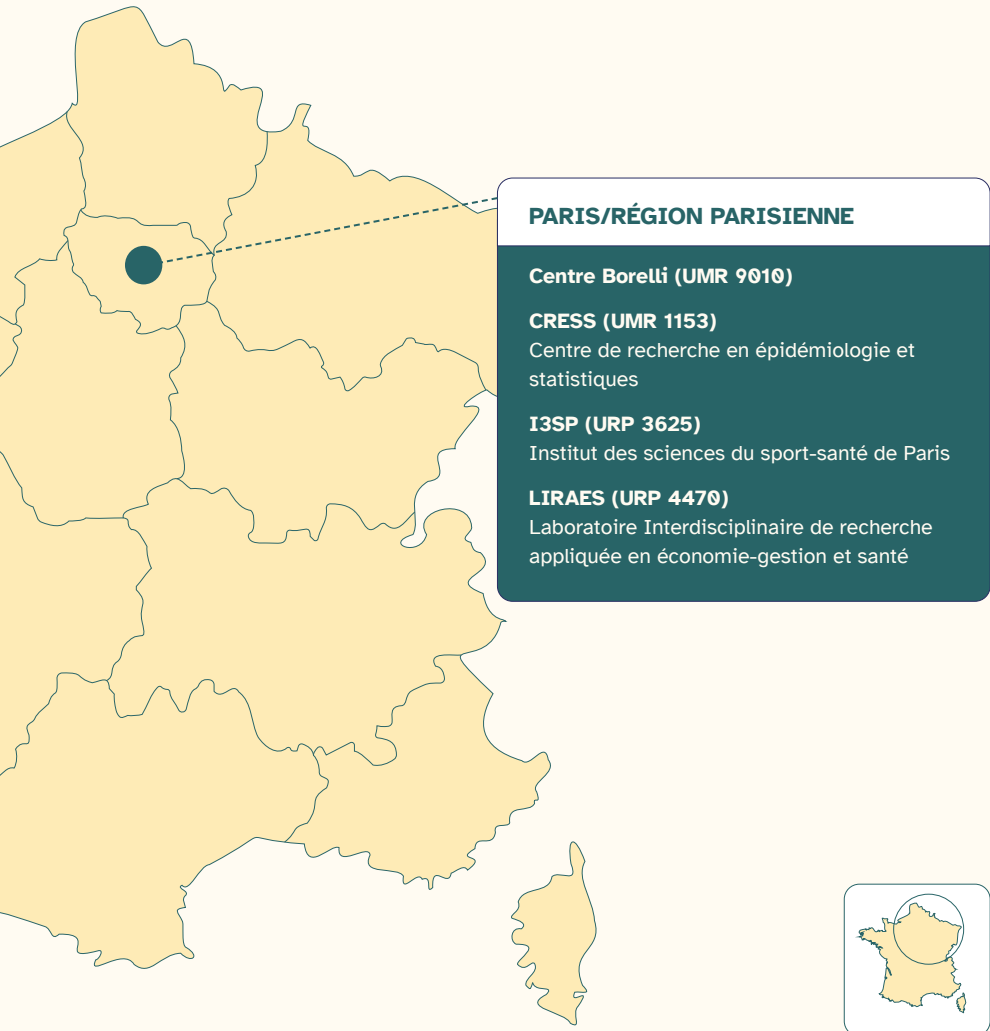 PARIS/RÉGION PARISIENNE
Centre Borelli (UMR 9010)
CRESS (UMR 1153)
Centre de recherche en épidémiologie et
statistiques
I3SP (URP 3625)
Institut des sciences du sport-santé de Paris
LIRAES (URP 4470)
Laboratoire Interdisciplinaire de recherche
appliquée en économie-gestion et santé